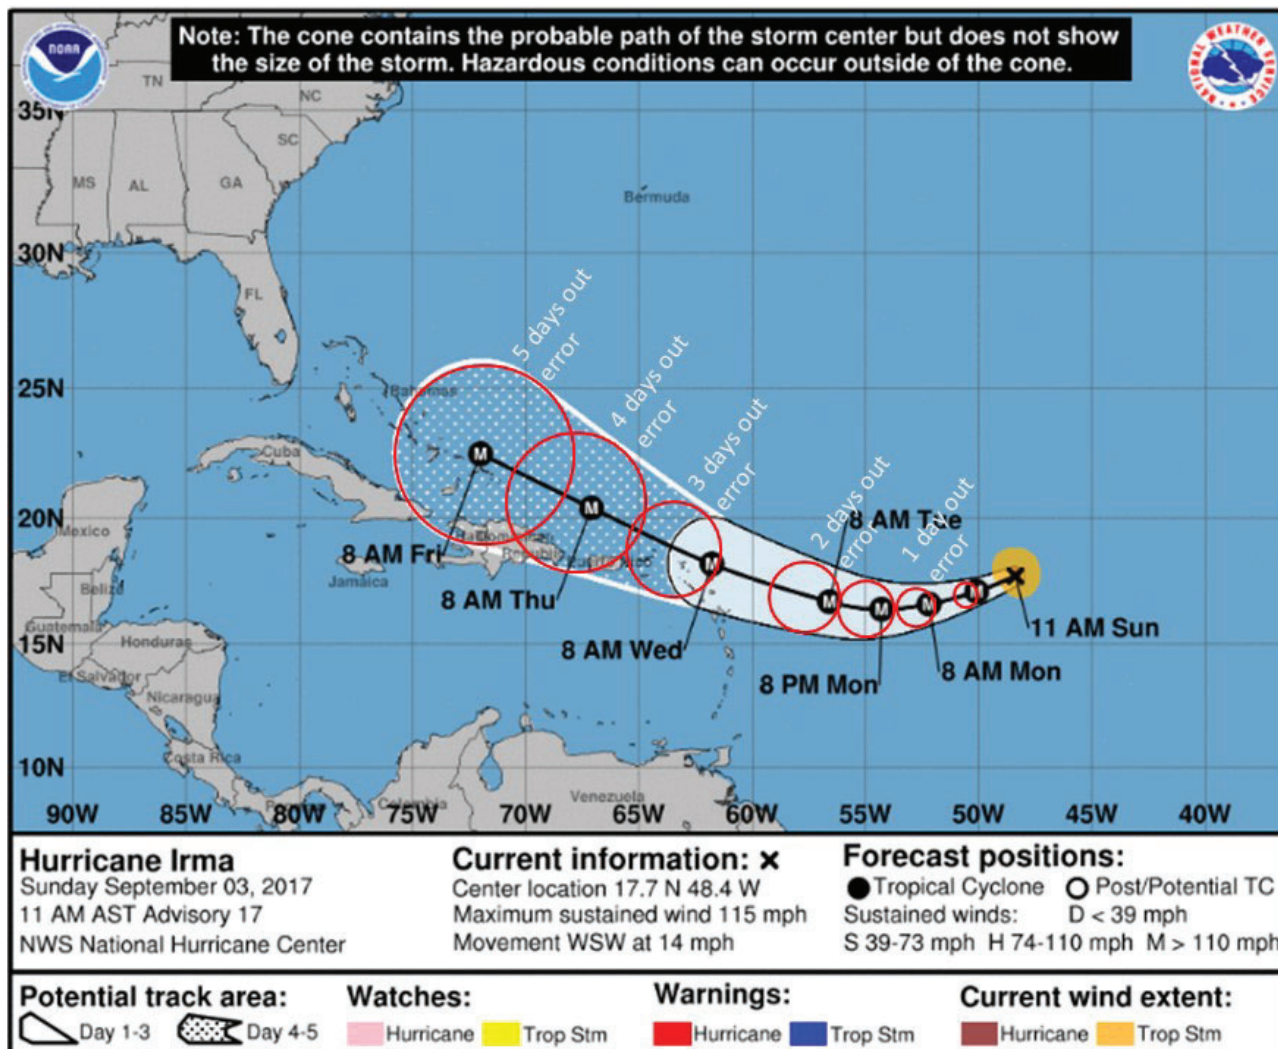 Note: The cone contains the probable path of the storm center but does not show
the size of the storm. Hazardous conditions can occur outside of the cone.
NOAA
NATIONAL WEATHER SERVICE
TN
NC
35N
SC
MS
AL
GA
Bermuda
30N
FL
5 days out
error
4 days out
error
3 days out
error
2 days out
error
1 day out
error
25N
Bahamas
M
Cuba
M
20N
8 AM Tue
Mexico
8 AM Fri
Puerto Rico
M
Jamaica
Belize
8 AM Thu
M
M
M
M
11 AM Sun
Guatemala
15N
Honduras
8 AM Wed
8 AM Mon
El Salvador
8 PM Mon
Nicaragua
10N
Costa Rica
Colombia
Venezuela
90W 85W 80W 75W 70W 65W 60W 55W 50W 45W 40W
Hurricane Irma
Sunday September 03, 2017
11 AM AST Advisory 17
NWS National Hurricane Center
Current information: x
Center location 17.7 N 48.4 W
Maximum sustained wind 115 mph
Movement WSW at 14 mph
Forecast positions:
Tropical Cyclone Post/Potential TC
Sustained winds: D < 39 mph
S 39-73 mph H 74-110 mph M > 110 mph
Potential track area:
Day 1-3 Day 4-5
Watches:
Hurricane Trop Stm
Warnings:
Hurricane Trop Stm
Current wind extent:
Hurricane Trop Stm